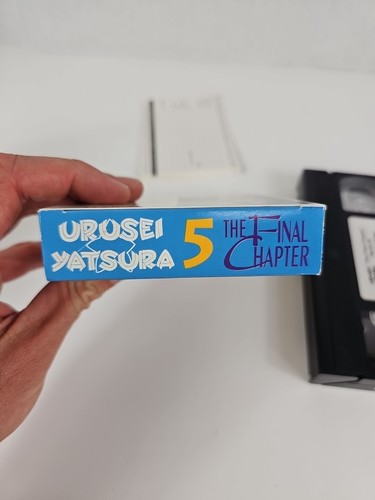 URUSEI
YATSURA
5
THE FINAL
CHAPTER